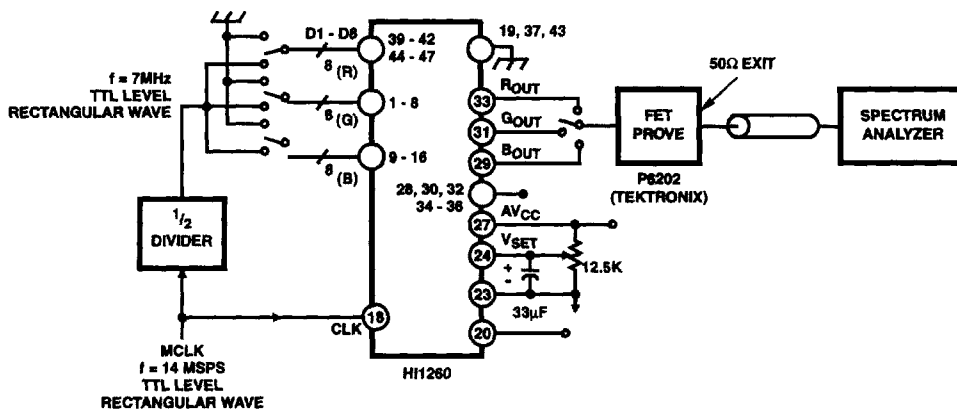 D1 - D8
8 (R)
39 - 42
44 - 47
19, 37, 43
f = 7MHz
TTL LEVEL
RECTANGULAR WAVE
8 (G)
1 - 8
8 (B)
9 - 16
33
ROUT
31
GOUT
29
BOUT
28, 30, 32
34 - 36
27
AVCC
24
VSET
12.5K
+
-
23
33µF
20
50Ω EXIT
FET
PROVE
P6202
(TEKTRONIX)
SPECTRUM
ANALYZER
1/2
DIVIDER
18
CLK
MCLK
f = 14 MSPS
TTL LEVEL
RECTANGULAR WAVE
HI1260